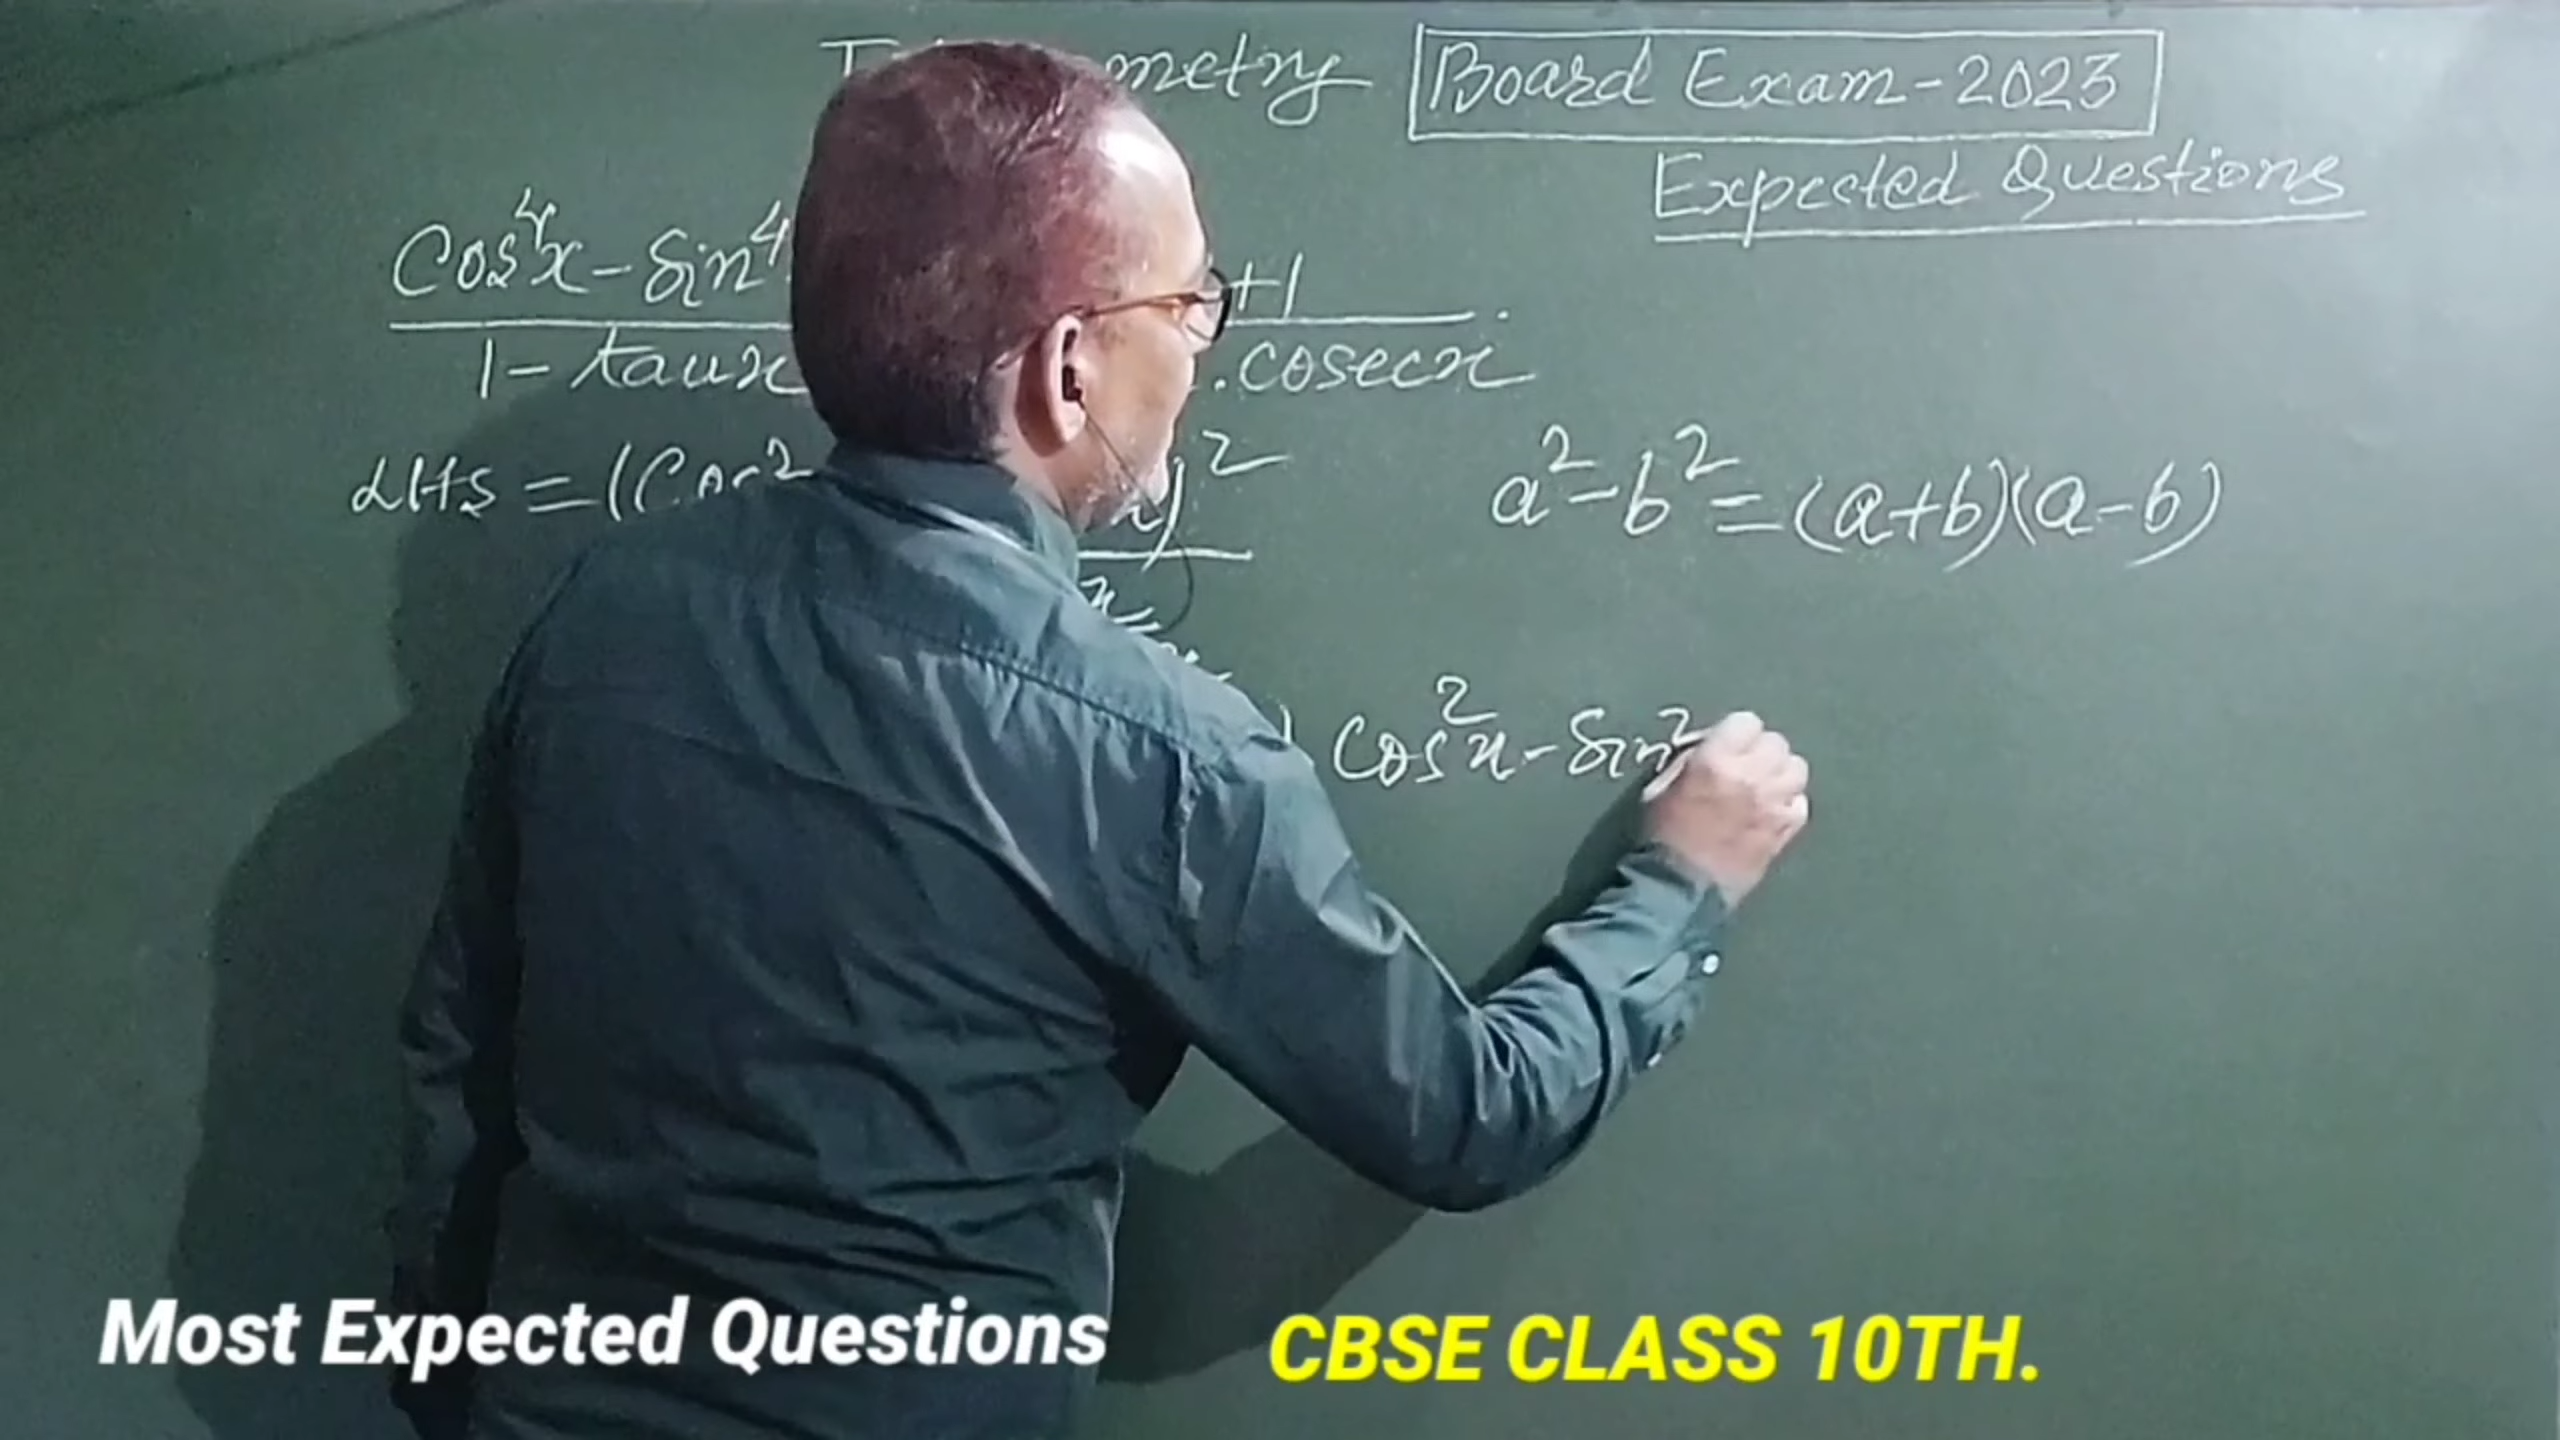 metry Board Exam-2023
Expected Questions
Cos⁴x - Sin⁴ +1
1 - tanx .cosecx
LHS = (Cos² x)²
a² - b² = (a+b)(a-b)
x
) Cos²x - Sin²
Most Expected Questions CBSE CLASS 10TH.